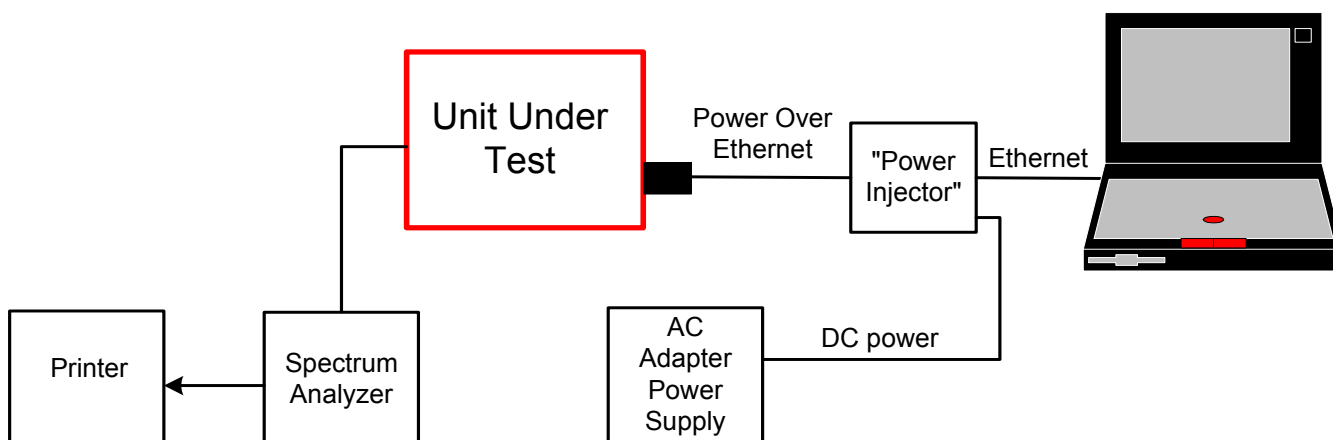 Unit Under
Test
Power Over
Ethernet
"Power
Injector"
Ethernet
Printer
Spectrum
Analyzer
AC
Adapter
Power
Supply
DC power